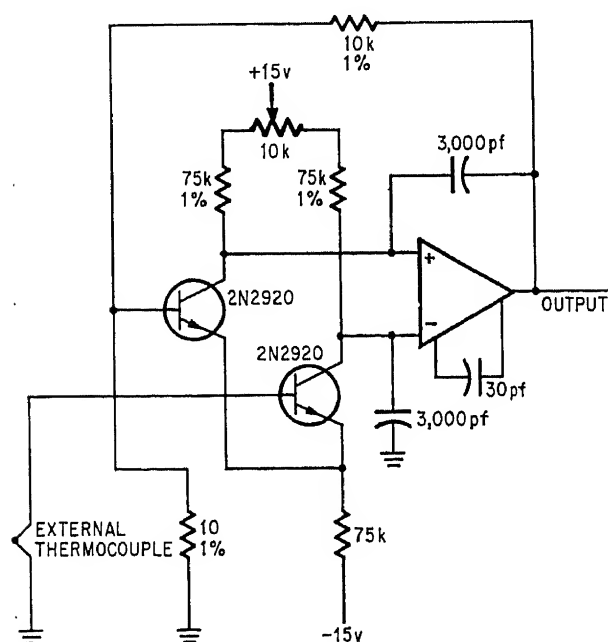 10k
1%
+15v
10k
3,000pf
75k
1%
75k
1%
+
2N2920
OUTPUT
2N2920
−
30pf
3,000pf
EXTERNAL
THERMOCOUPLE
10
1%
75k
−15v